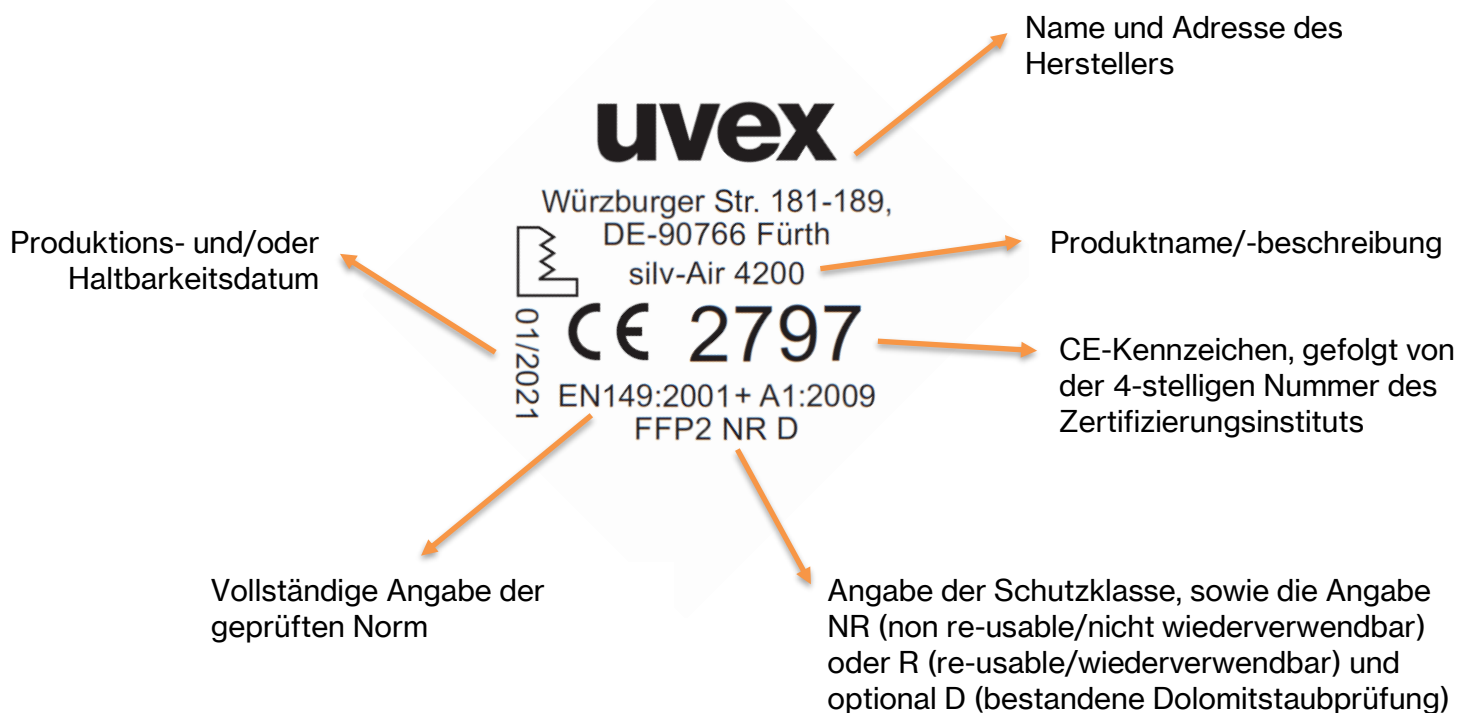 Name und Adresse des
Herstellers
uvex
Würzburger Str. 181-189,
DE-90766 Fürth
silv-Air 4200
CE 2797
01/2021
EN149:2001+ A1:2009
FFP2 NR D
Produktions- und/oder
Haltbarkeitsdatum
Produktname/-beschreibung
CE-Kennzeichen, gefolgt von
der 4-stelligen Nummer des
Zertifizierungsinstituts
Vollständige Angabe der
geprüften Norm
Angabe der Schutzklasse, sowie die Angabe
NR (non re-usable/nicht wiederverwendbar)
oder R (re-usable/wiederverwendbar) und
optional D (bestandene Dolomitstaubprüfung)